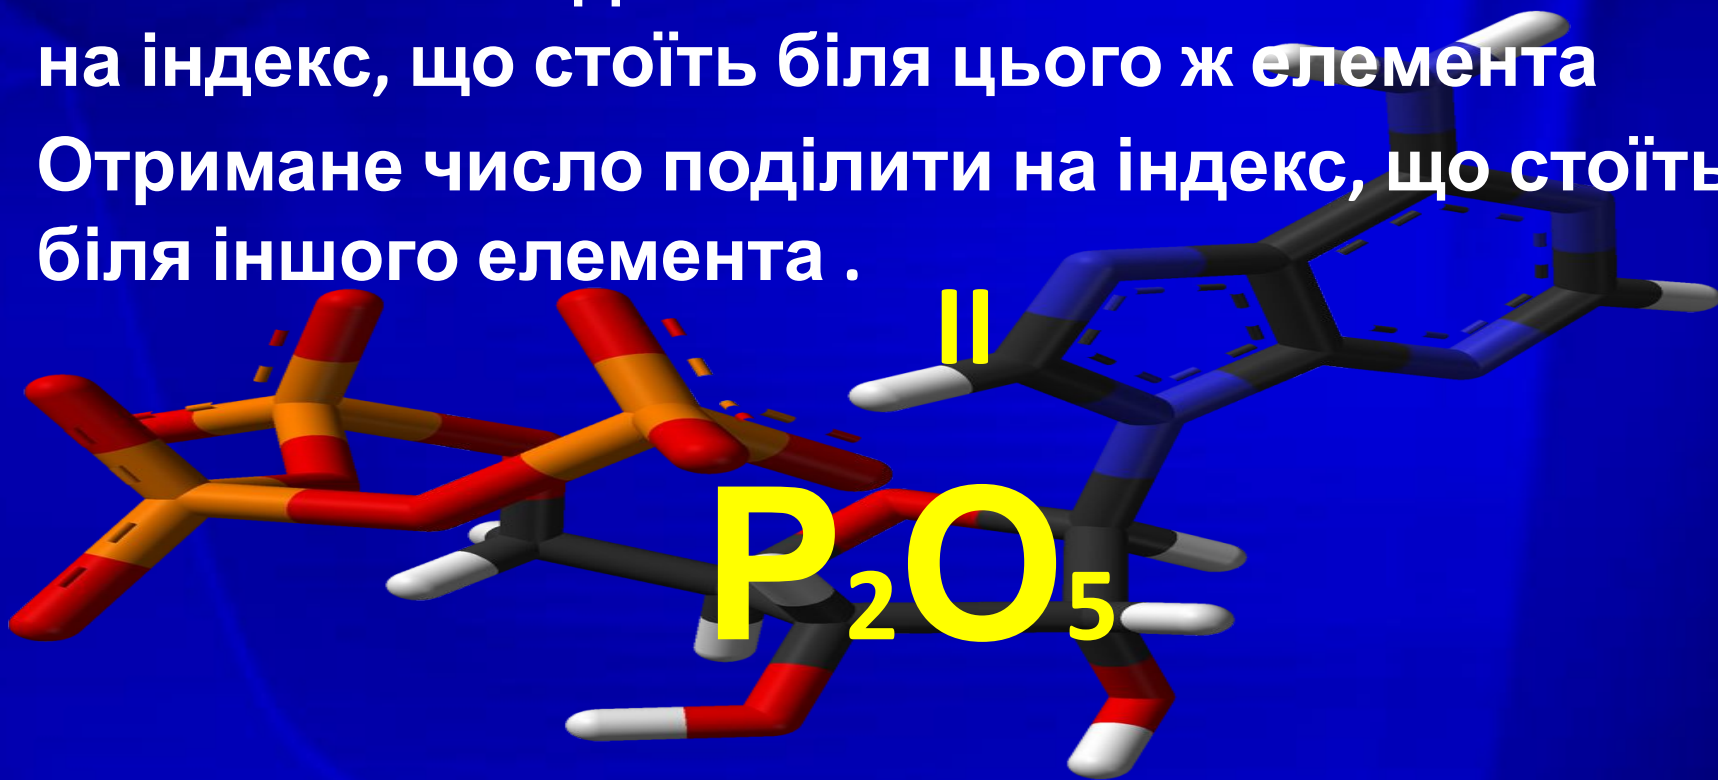 на індекс, що стоїть біля цього ж елемента
Отримане число поділити на індекс, що стоїть
біля іншого елемента .
II
P₂O₅